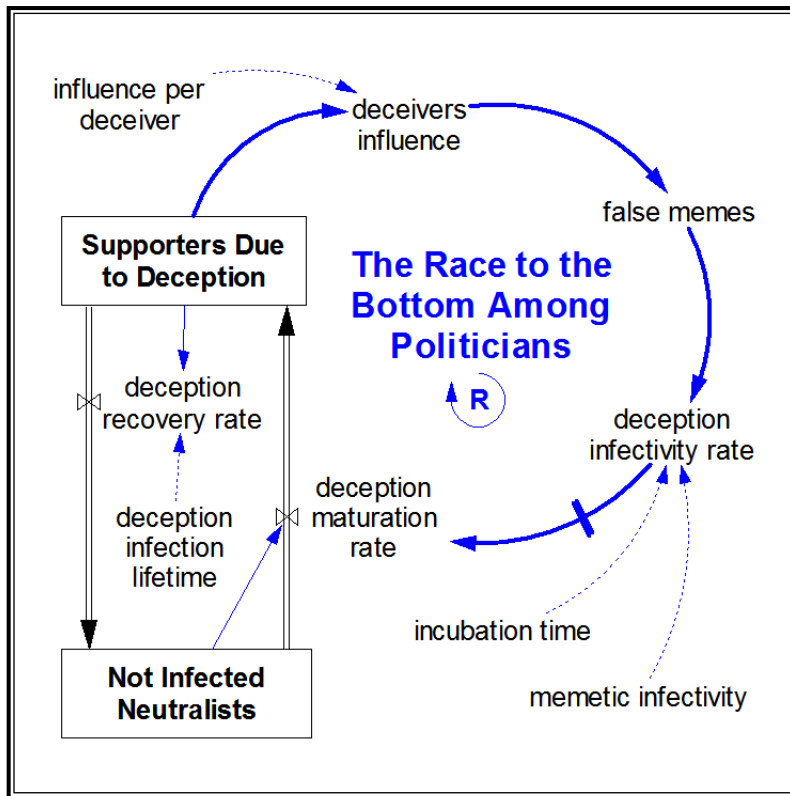 influence per
deceiver
deceivers
influence
false memes
Supporters Due
to Deception
The Race to the
Bottom Among
Politicians
R
deception
recovery rate
deception
infectivity rate
deception
maturation
rate
deception
infection
lifetime
incubation time
Not Infected
Neutralists
memetic infectivity